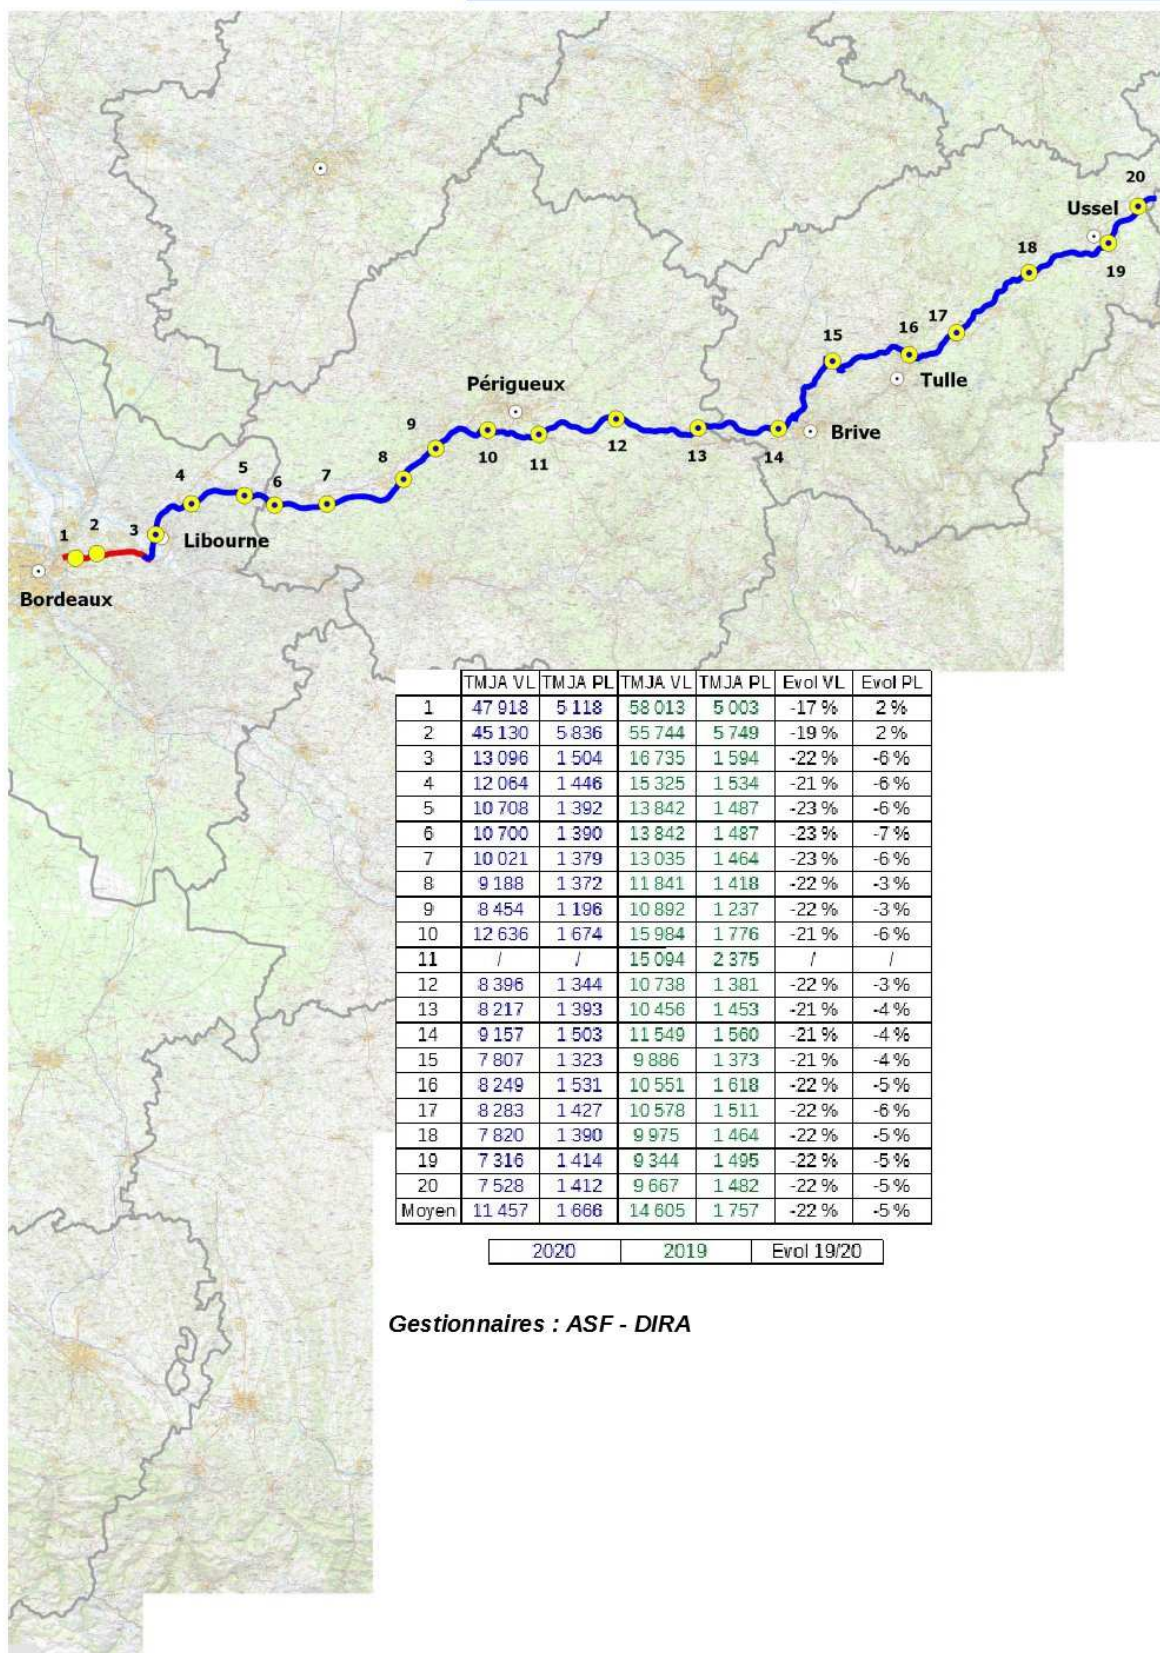 20
Ussel
18
19
17
16
15
Tulle
Périgueux
9
10
11
12
13
14
Brive
8
7
6
5
4
3
2
1
Libourne
Bordeaux
TMJA VL TMJA PL TMJA VL TMJA PL Evol VL Evol PL
1 47 918 5 118 58 013 5 003 -17 % 2 %
2 45 130 5 836 55 744 5 749 -19 % 2 %
3 13 096 1 504 16 735 1 594 -22 % -6 %
4 12 064 1 446 15 325 1 534 -21 % -6 %
5 10 708 1 392 13 842 1 487 -23 % -6 %
6 10 700 1 390 13 842 1 487 -23 % -7 %
7 10 021 1 379 13 035 1 464 -23 % -6 %
8 9 188 1 372 11 841 1 418 -22 % -3 %
9 8 454 1 196 10 892 1 237 -22 % -3 %
10 12 636 1 674 15 984 1 776 -21 % -6 %
11 / / 15 094 2 375 / /
12 8 396 1 344 10 738 1 381 -22 % -3 %
13 8 217 1 393 10 456 1 453 -21 % -4 %
14 9 157 1 503 11 549 1 560 -21 % -4 %
15 7 807 1 323 9 886 1 373 -21 % -4 %
16 8 249 1 531 10 551 1 618 -22 % -5 %
17 8 283 1 427 10 578 1 511 -22 % -6 %
18 7 820 1 390 9 975 1 464 -22 % -5 %
19 7 316 1 414 9 344 1 495 -22 % -5 %
20 7 528 1 412 9 667 1 482 -22 % -5 %
Moyen 11 457 1 666 14 605 1 757 -22 % -5 %
2020 2019 Evol 19/20
Gestionnaires : ASF - DIRA